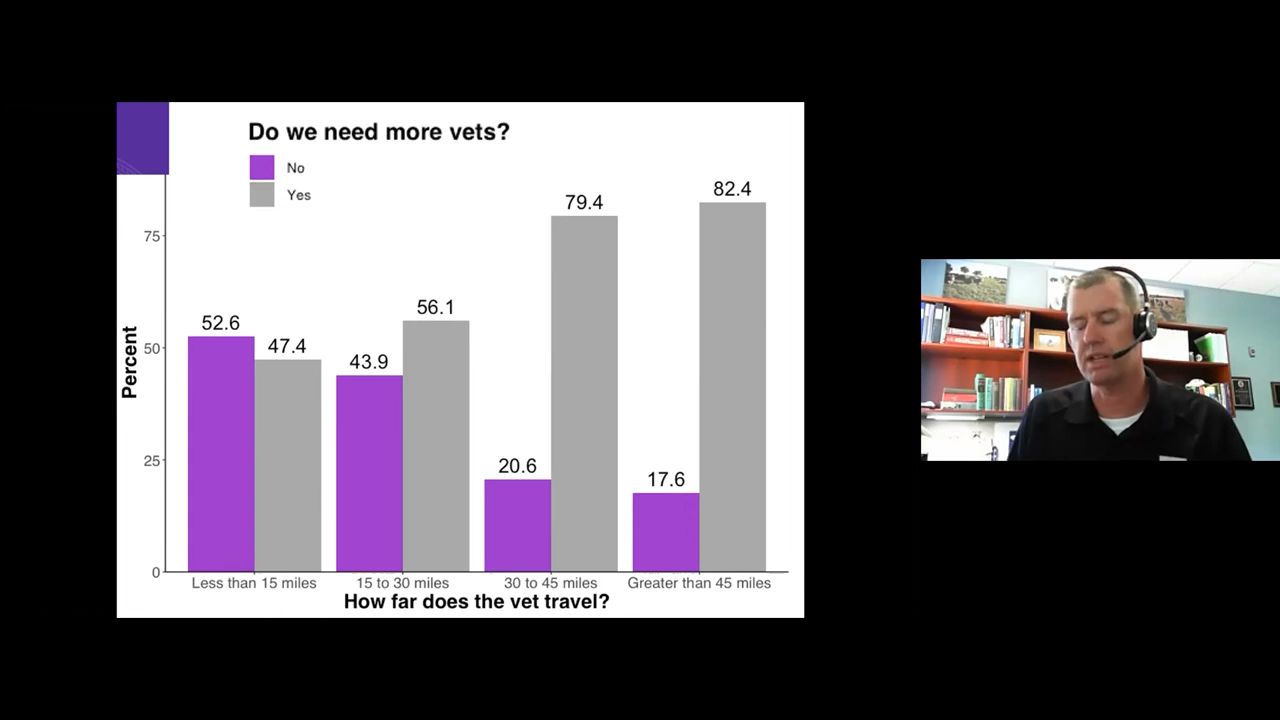 Do we need more vets?
No
Yes
82.4
79.4
75
56.1
52.6
47.4
50
43.9
Percent
25
20.6
17.6
0
Less than 15 miles
15 to 30 miles
30 to 45 miles
Greater than 45 miles
How far does the vet travel?